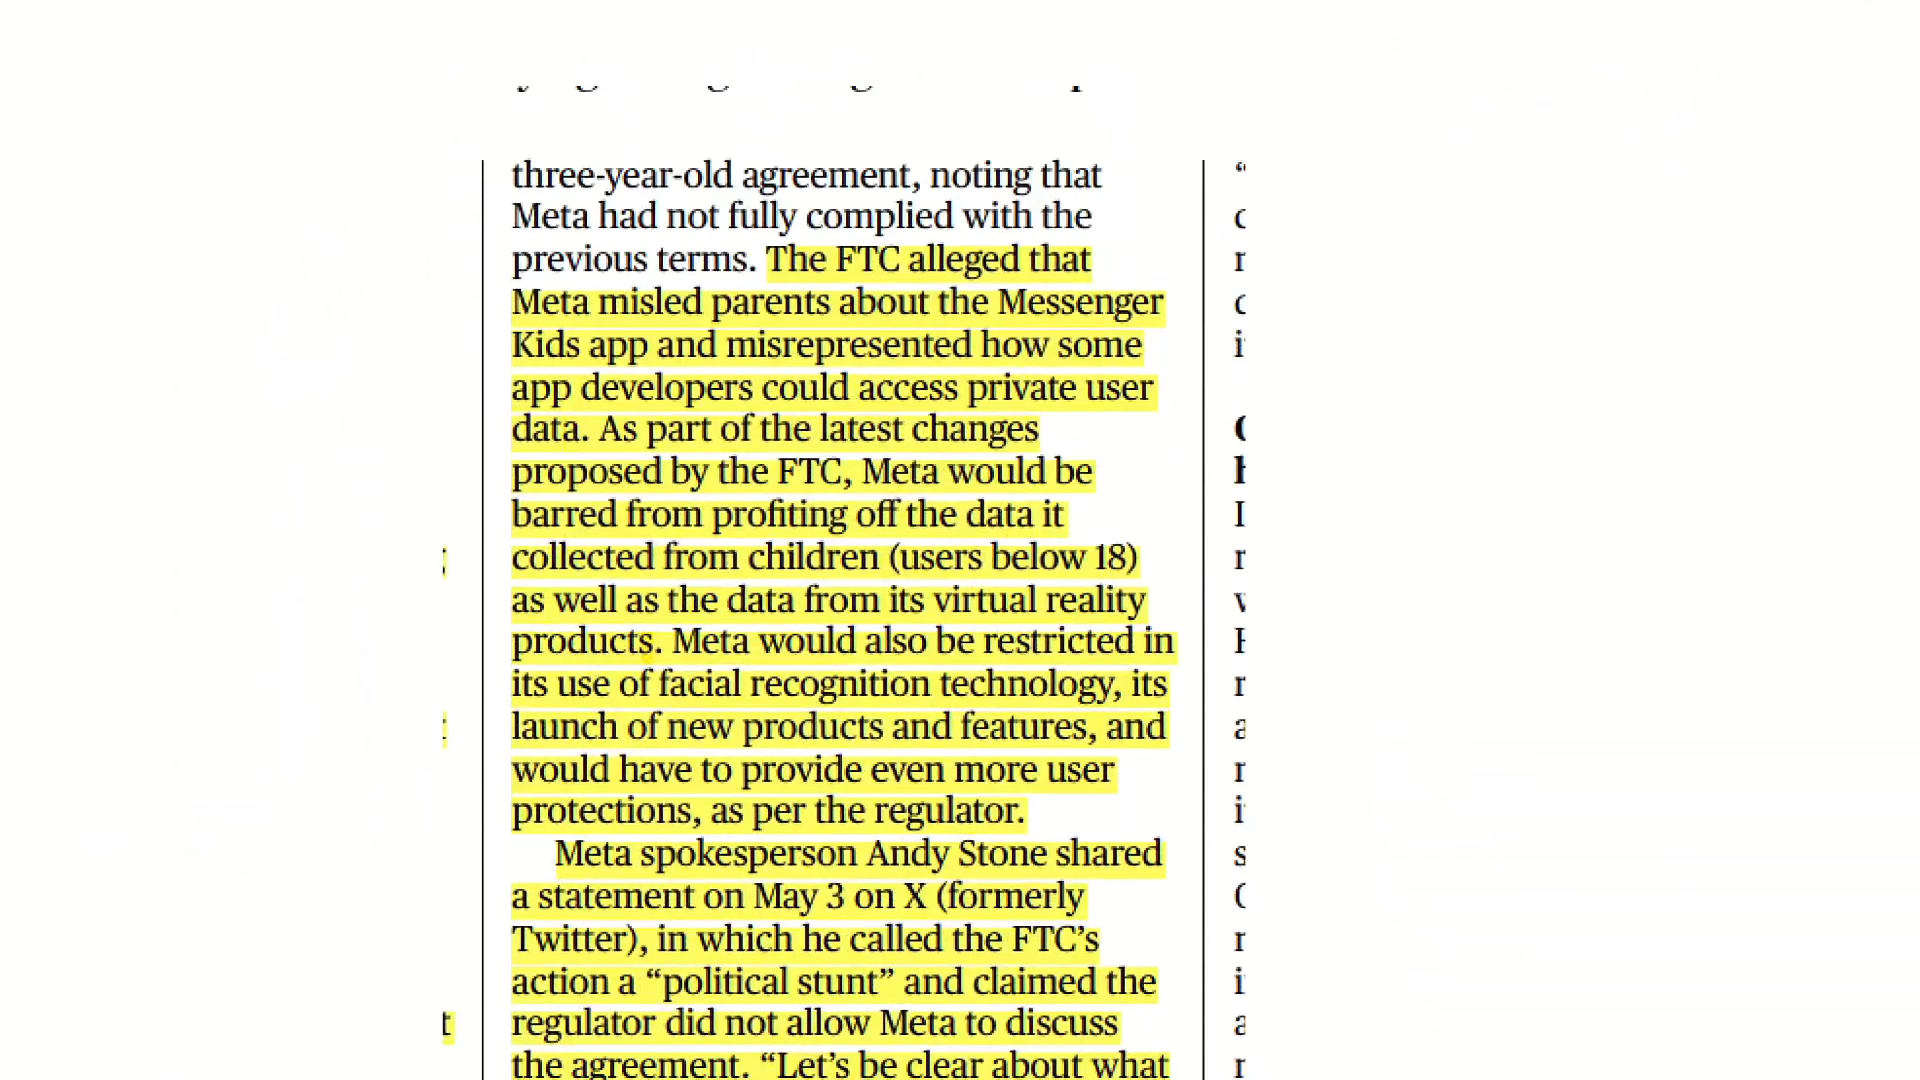 three-year-old agreement, noting that
Meta had not fully complied with the
previous terms. The FTC alleged that
Meta misled parents about the Messenger
Kids app and misrepresented how some
app developers could access private user
data. As part of the latest changes
proposed by the FTC, Meta would be
barred from profiting off the data it
collected from children (users below 18)
as well as the data from its virtual reality
products. Meta would also be restricted in
its use of facial recognition technology, its
launch of new products and features, and
would have to provide even more user
protections, as per the regulator.
Meta spokesperson Andy Stone shared
a statement on May 3 on X (formerly
Twitter), in which he called the FTC’s
action a “political stunt” and claimed the
regulator did not allow Meta to discuss
the agreement. “Let’s be clear about what